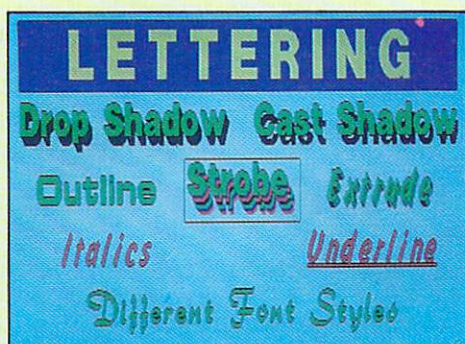 LETTERING
Drop Shadow Cast Shadow
Outline Strobe Extrude
Italics Underline
Different Font Styles